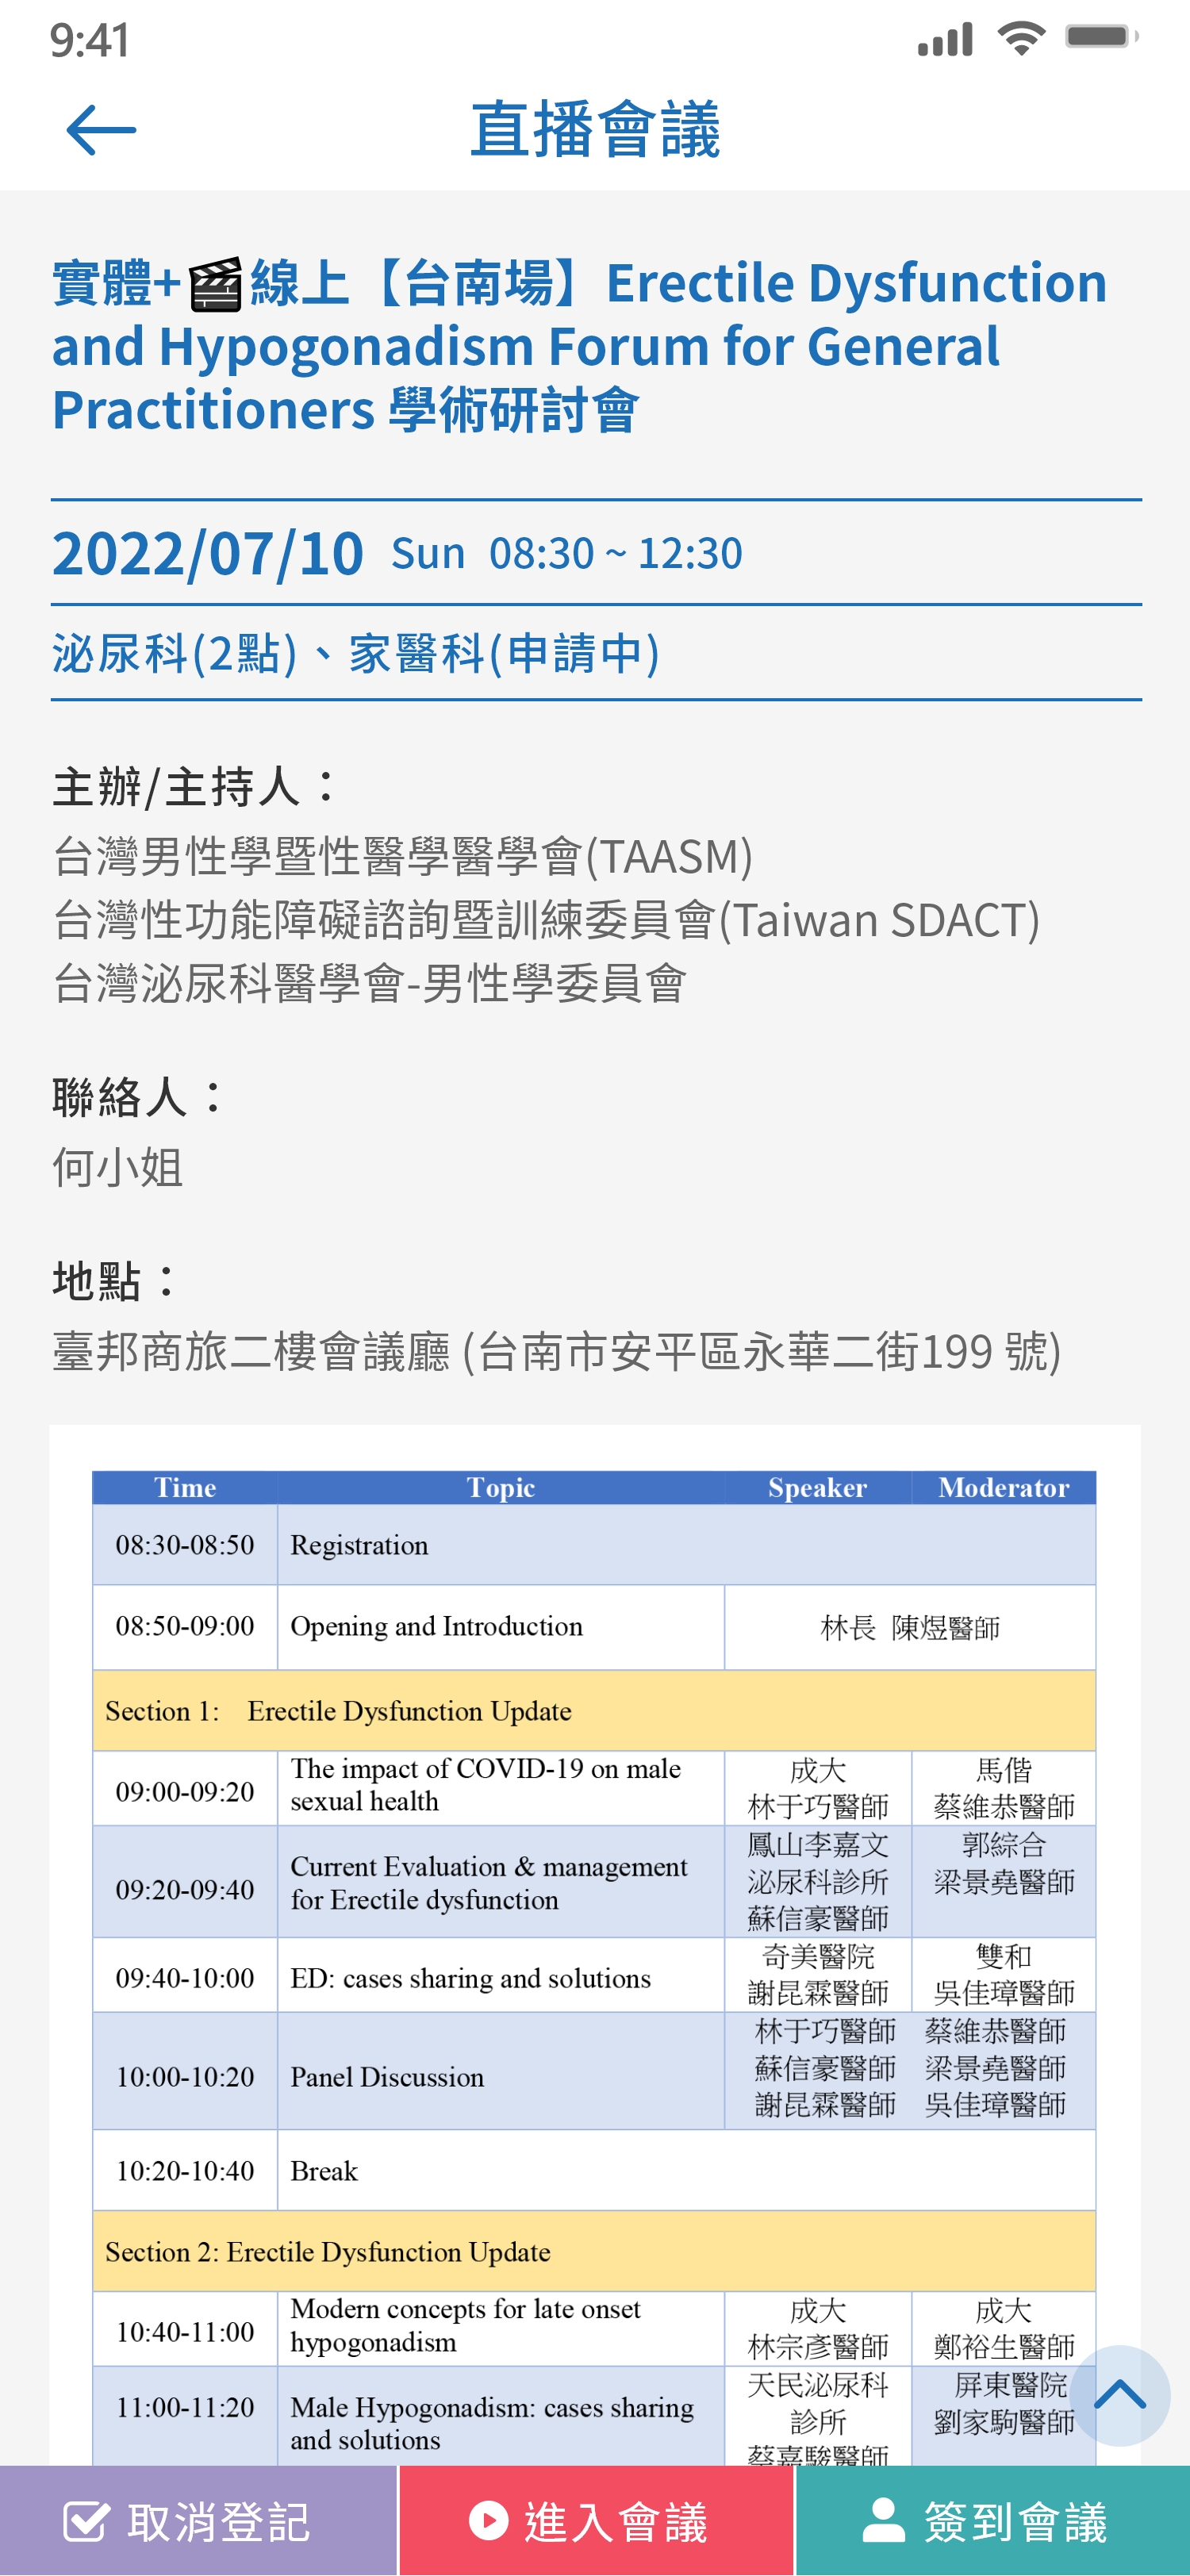 9:41
直播會議
實體+🎬線上【台南場】Erectile Dysfunction
and Hypogonadism Forum for General
Practitioners 學術研討會
2022/07/10 Sun 08:30 ~ 12:30
泌尿科(2點)、家醫科(申請中)
主辦/主持人：
台灣男性學暨性醫學醫學會(TAASM)
台灣性功能障礙諮詢暨訓練委員會(Taiwan SDACT)
台灣泌尿科醫學會-男性學委員會
聯絡人：
何小姐
地點：
臺邦商旅二樓會議廳 (台南市安平區永華二街199 號)
Time Topic Speaker Moderator
08:30-08:50 Registration
08:50-09:00 Opening and Introduction 林長 陳煜醫師
Section 1: Erectile Dysfunction Update
09:00-09:20
The impact of COVID-19 on male
sexual health
成大
林于巧醫師
馬偕
蔡維恭醫師
09:20-09:40
Current Evaluation & management
for Erectile dysfunction
鳳山李嘉文
泌尿科診所
蘇信豪醫師
郭綜合
梁景堯醫師
09:40-10:00 ED: cases sharing and solutions
奇美醫院
謝昆霖醫師
雙和
吳佳璋醫師
10:00-10:20 Panel Discussion
林于巧醫師 蔡維恭醫師
蘇信豪醫師 梁景堯醫師
謝昆霖醫師 吳佳璋醫師
10:20-10:40 Break
Section 2: Erectile Dysfunction Update
10:40-11:00
Modern concepts for late onset
hypogonadism
成大
林宗彥醫師
成大
鄭裕生醫師
11:00-11:20
Male Hypogonadism: cases sharing
and solutions
天民泌尿科
診所
蔡嘉駿醫師
屏東醫院
劉家駒醫師
取消登記 進入會議 簽到會議